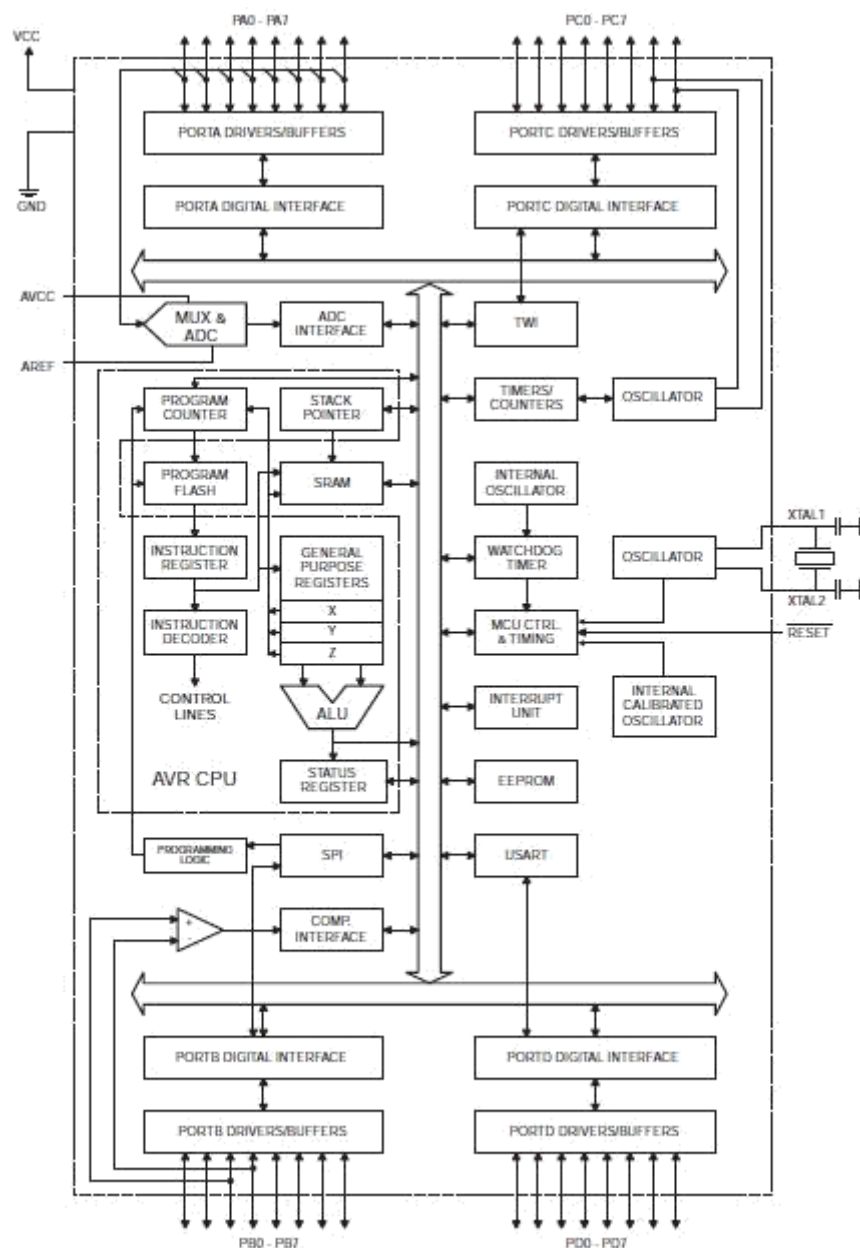 PA0 - PA7
PC0 - PC7
VCC
PORTA DRIVERS/BUFFERS
PORTC DRIVERS/BUFFERS
GND
PORTA DIGITAL INTERFACE
PORTC DIGITAL INTERFACE
AVCC
MUX &
ADC
ADC
INTERFACE
TWI
AREF
PROGRAM
COUNTER
STACK
POINTER
TIMERS/
COUNTERS
OSCILLATOR
PROGRAM
FLASH
SRAM
INTERNAL
OSCILLATOR
XTAL1
INSTRUCTION
REGISTER
GENERAL
PURPOSE
REGISTERS
WATCHDOG
TIMER
OSCILLATOR
XTAL2
X
INSTRUCTION
DECODER
Y
MCU CTRL.
& TIMING
RESET
Z
CONTROL
LINES
ALU
INTERRUPT
UNIT
INTERNAL
CALIBRATED
OSCILLATOR
AVR CPU
STATUS
REGISTER
EEPROM
PROGRAMMING
LOGIC
SPI
USART
+
-
COMP.
INTERFACE
PORTB DIGITAL INTERFACE
PORTD DIGITAL INTERFACE
PORTB DRIVERS/BUFFERS
PORTD DRIVERS/BUFFERS
PB0 - PB7
PD0 - PD7